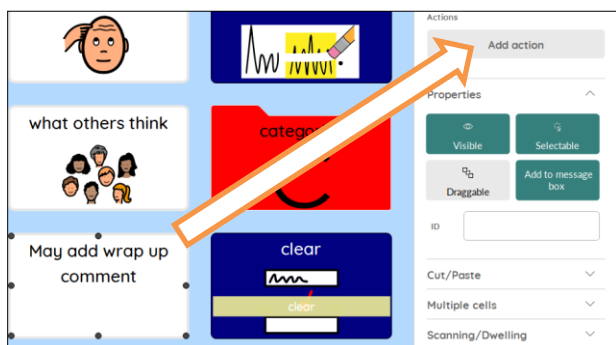 Actions
Add action
what others think
categor
Properties
Visible
Selectable
Draggable
Add to message
box
ID
May add wrap up
comment
clear
clear
Cut/Paste
Multiple cells
Scanning/Dwelling